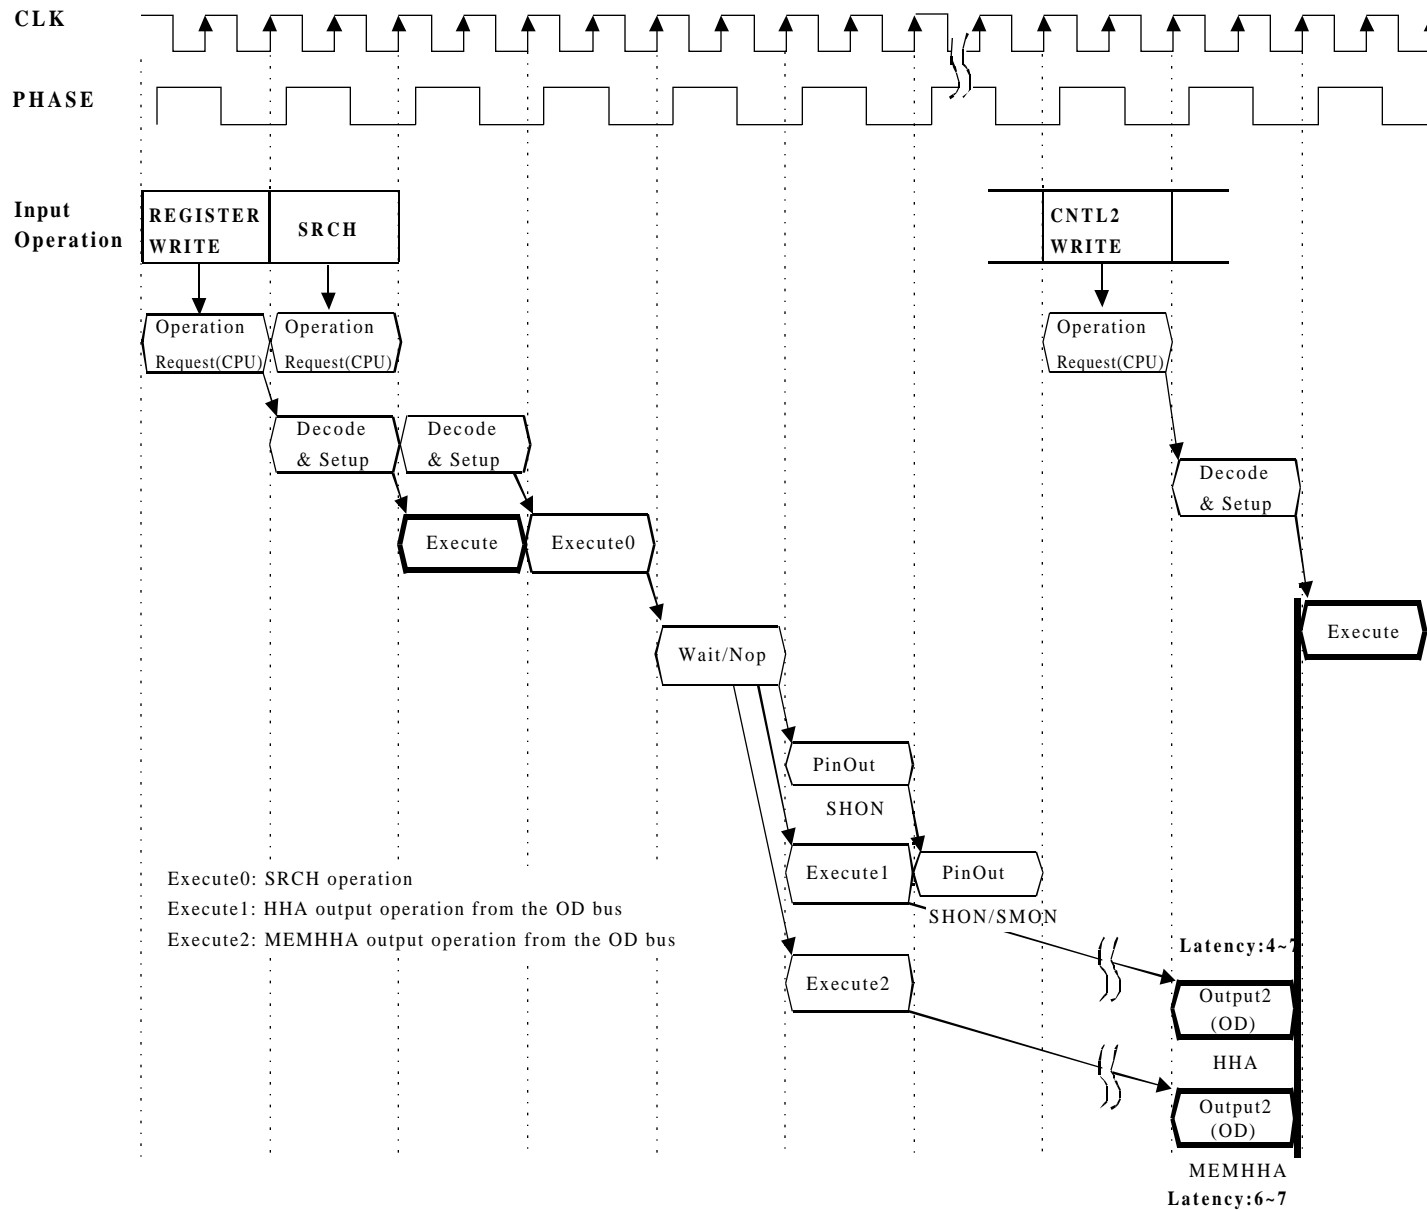 CLK
PHASE
Input
Operation
REGISTER
WRITE
SRCH
CNTL2
WRITE
Operation
Request(CPU)
Operation
Request(CPU)
Operation
Request(CPU)
Decode
& Setup
Decode
& Setup
Decode
& Setup
Execute
Execute0
Execute
Wait/Nop
PinOut
SHON
Execute1
PinOut
SHON/SMON
Execute0: SRCH operation
Execute1: HHA output operation from the OD bus
Execute2: MEMHHA output operation from the OD bus
Latency:4~7
Execute2
Output2
(OD)
HHA
Output2
(OD)
MEMHHA
Latency:6~7